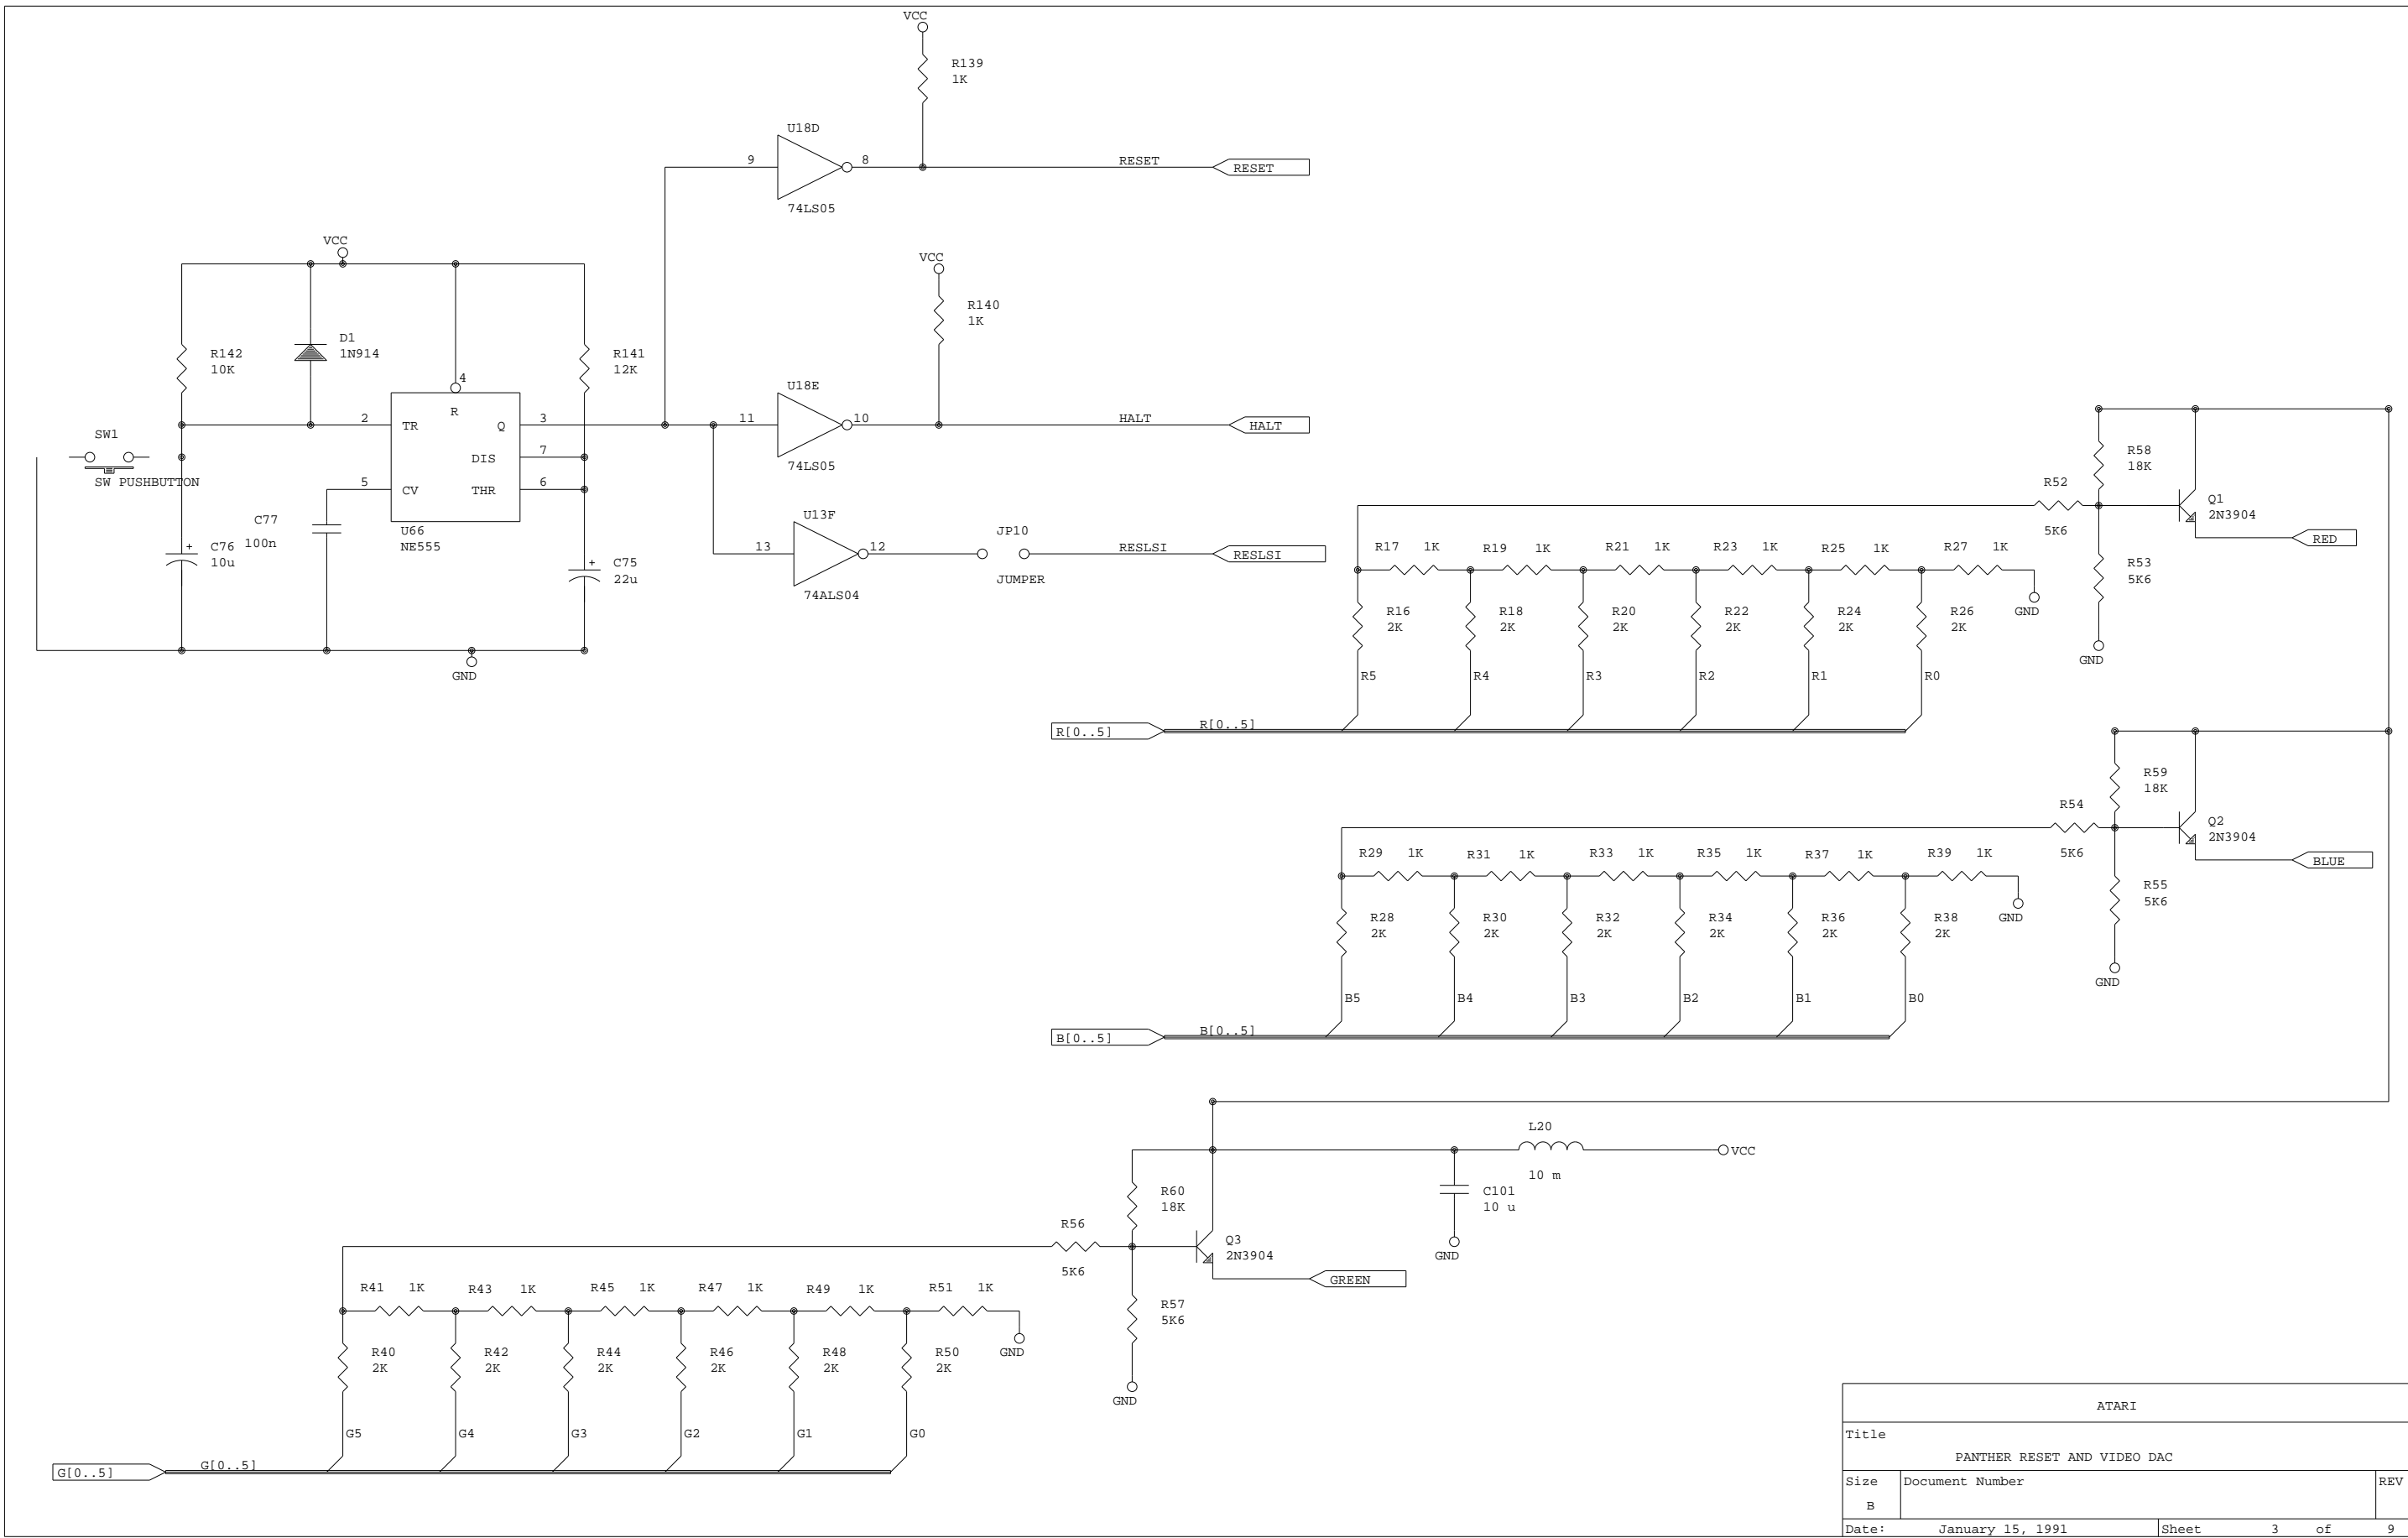 VCC
R139
1K
U18D
9
8
RESET
RESET
74LS05
VCC
VCC
R140
1K
D1
1N914
R142
10K
R141
12K
4
R
U18E
2
TR
Q
3
11
10
HALT
HALT
SW1
DIS
7
74LS05
SW PUSHBUTTON
5
CV
THR
6
C77
100n
U66
NE555
C76
10u
+
+
C75
22u
U13F
13
12
JP10
RESLSI
RESLSI
JUMPER
74ALS04
GND
R58
18K
R52
5K6
Q1
2N3904
RED
R17 1K R19 1K R21 1K R23 1K R25 1K R27 1K
R53
5K6
R16 R18 R20 R22 R24 R26
2K 2K 2K 2K 2K 2K
GND
GND
R5 R4 R3 R2 R1 R0
R[0..5]
R[0..5]
R59
18K
R54
5K6
Q2
2N3904
BLUE
R29 1K R31 1K R33 1K R35 1K R37 1K R39 1K
R55
5K6
R28 R30 R32 R34 R36 R38
2K 2K 2K 2K 2K 2K
GND
GND
B5 B4 B3 B2 B1 B0
B[0..5]
B[0..5]
L20
VCC
10 m
R60
18K
C101
10 u
R56
5K6
Q3
2N3904
GND
GREEN
R41 1K R43 1K R45 1K R47 1K R49 1K R51 1K
R57
5K6
R40 R42 R44 R46 R48 R50
2K 2K 2K 2K 2K 2K
GND
GND
G5 G4 G3 G2 G1 G0
G[0..5]
G[0..5]
ATARI
Title
PANTHER RESET AND VIDEO DAC
Size Document Number REV
B
Date: January 15, 1991 Sheet 3 of 9